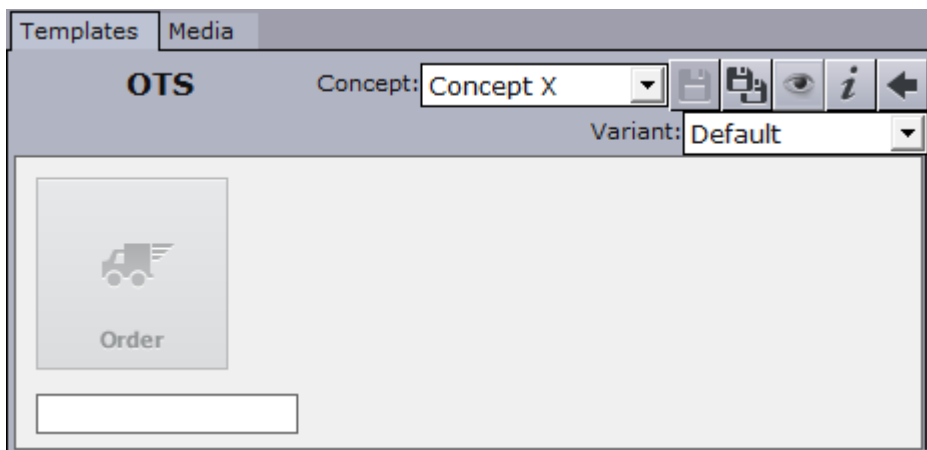 Templates Media
OTS Concept: Concept X
Variant: Default
Order